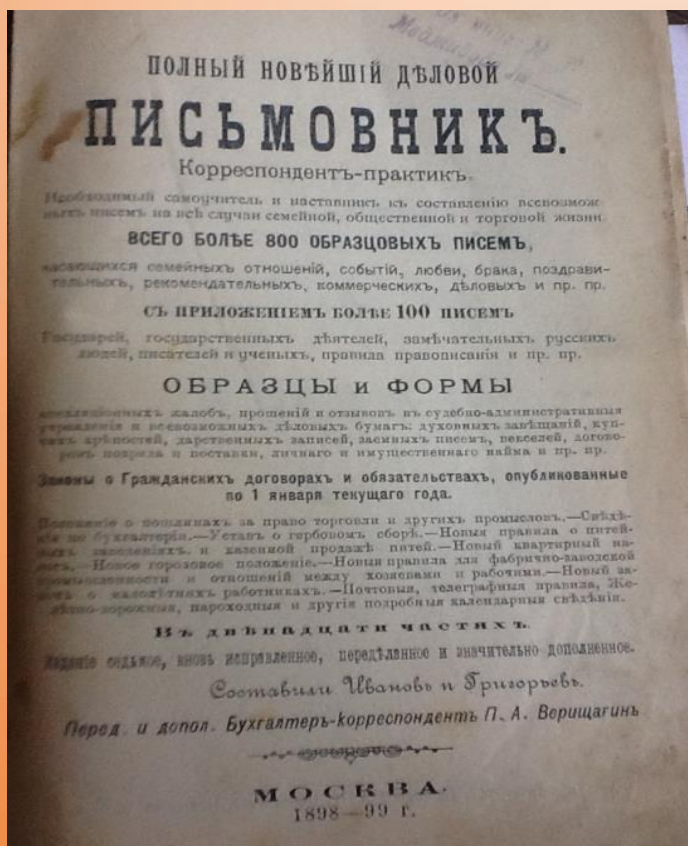 ПОЛНЫЙ НОВѢЙШІЙ ДѢЛОВОЙ
ПИСЬМОВНИКЪ.
Корреспондентъ-практикъ.
Необходимый самоучитель и наставникъ къ составленію всевозмож-
ныхъ писемъ на всѣ случаи семейной, общественной и торговой жизни.
ВСЕГО БОЛѢЕ 800 ОБРАЗЦОВЫХЪ ПИСЕМЪ,
касающихся семейныхъ отношеній, событій, любви, брака, поздрави-
тельныхъ, рекомендательныхъ, коммерческихъ, дѣловыхъ и пр. пр.
СЪ ПРИЛОЖЕНІЕМЪ БОЛѢЕ 100 ПИСЕМЪ
Государей, государственныхъ дѣятелей, замѣчательныхъ русскихъ
людей, писателей и ученыхъ, правила правописанія и пр. пр.
ОБРАЗЦЫ и ФОРМЫ
апелляціонныхъ жалобъ, прошеній и отзывовъ въ судебно-административныя
учрежденія и всевозможныхъ дѣловыхъ бумагъ: духовныхъ завѣщаній, куп-
чихъ крѣпостей, дарственныхъ записей, заемныхъ писемъ, векселей, догово-
ровъ подряда и поставки, личнаго и имущественнаго найма и пр. пр.
Законы о Гражданскихъ договорахъ и обязательствахъ, опубликованные
по 1 января текущаго года.
Положеніе о пошлинахъ за право торговли и другихъ промысловъ.—Свѣдѣ-
нія по бухгалтеріи.—Уставъ о гербовомъ сборѣ.—Новыя правила о питей-
ныхъ заведеніяхъ и казенной продажѣ питей.—Новый квартирный на-
логъ.—Новое городовое положеніе.—Новыя правила для фабрично-заводской
промышленности и отношеній между хозяевами и рабочими.—Новый за-
конъ о малолѣтнихъ работникахъ.—Почтовыя, телеграфныя правила, Же-
лѣзно-дорожныя, пароходныя и другія подробныя календарныя свѣдѣнія.
Въ двѣнадцати частяхъ.
Изданіе седьмое, вновь исправленное, передѣланное и значительно дополненное.
Составили Ивановъ и Григорьевъ.
Перед. и допол. Бухгалтеръ-корреспондентъ П. А. Верищагинъ
МОСКВА.
1898—99 г.